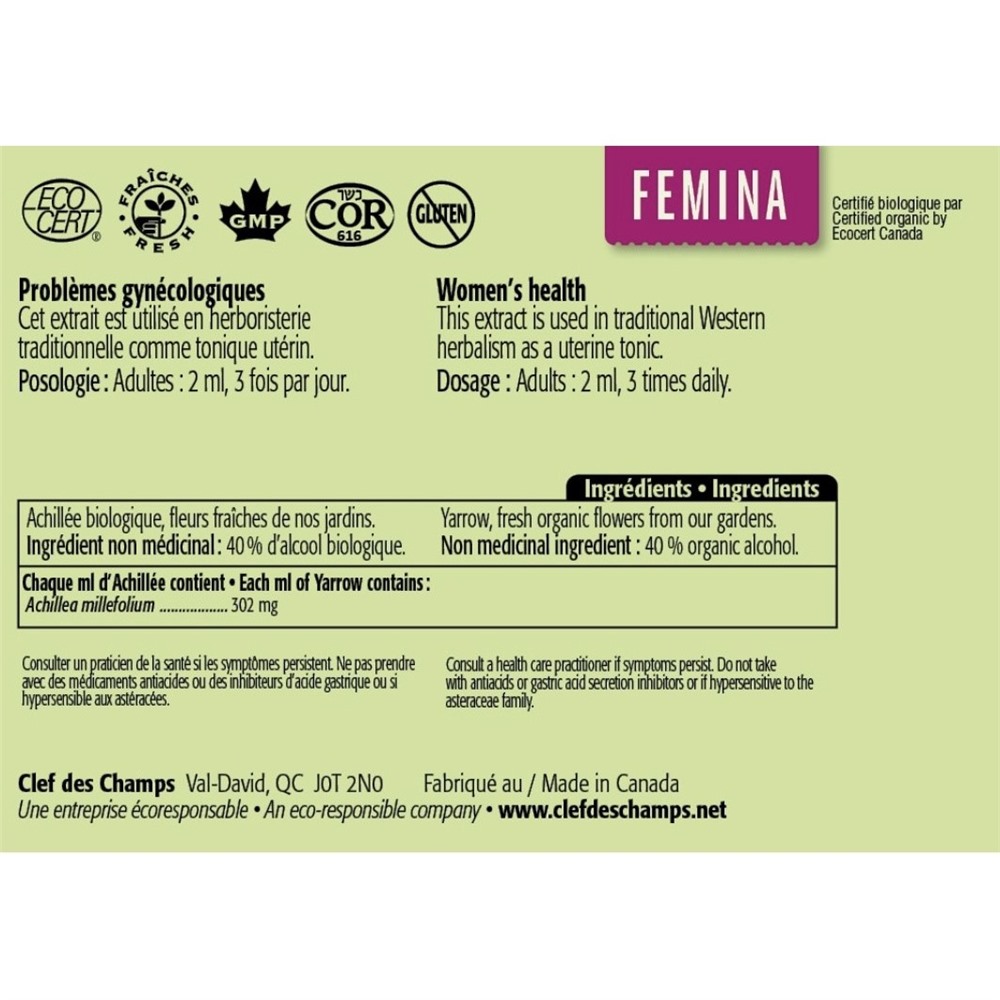 ECO
CERT
®
FRAÎCHES
FRESH
GMP
כשר
COR
616
GLUTEN
FEMINA
Certifié biologique par
Certified organic by
Ecocert Canada
Problèmes gynécologiques
Cet extrait est utilisé en herboristerie
traditionnelle comme tonique utérin.
Posologie : Adultes : 2 ml, 3 fois par jour.
Women's health
This extract is used in traditional Western
herbalism as a uterine tonic.
Dosage : Adults : 2 ml, 3 times daily.
Ingrédients • Ingredients
Achillée biologique, fleurs fraîches de nos jardins.
Ingrédient non médicinal : 40 % d'alcool biologique.
Yarrow, fresh organic flowers from our gardens.
Non medicinal ingredient : 40 % organic alcohol.
Chaque ml d'Achillée contient • Each ml of Yarrow contains :
Achillea millefolium .................. 302 mg
Consulter un praticien de la santé si les symptômes persistent. Ne pas prendre
avec des médicaments antiacides ou des inhibiteurs d'acide gastrique ou si
hypersensible aux astéracées.
Consult a health care practitioner if symptoms persist. Do not take
with antiacids or gastric acid secretion inhibitors or if hypersensitive to the
asteraceae family.
Clef des Champs Val-David, QC J0T 2N0 Fabriqué au / Made in Canada
Une entreprise écoresponsable • An eco-responsible company • www.clefdeschamps.net